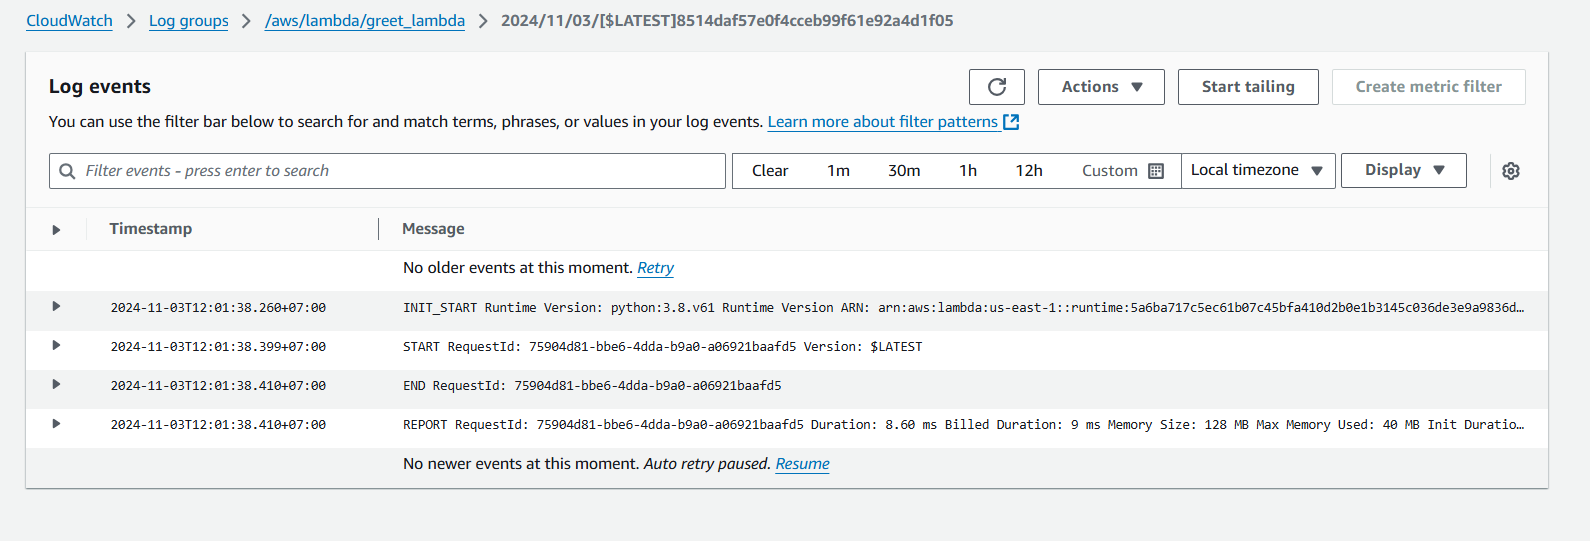 CloudWatch > Log groups > /aws/lambda/greet_lambda > 2024/11/03/[$LATEST]8514daf57e0f4cceb99f61e92a4d1f05
Log events
Actions
Start tailing
Create metric filter
You can use the filter bar below to search for and match terms, phrases, or values in your log events. Learn more about filter patterns
Filter events - press enter to search
Clear 1m 30m 1h 12h Custom
Local timezone
Display
Timestamp Message
No older events at this moment. Retry
2024-11-03T12:01:38.260+07:00 INIT_START Runtime Version: python:3.8.v61 Runtime Version ARN: arn:aws:lambda:us-east-1::runtime:5a6ba717c5ec61b07c45bfa410d2b0e1b3145c036de3e9a9836d…
2024-11-03T12:01:38.399+07:00 START RequestId: 75904d81-bbe6-4dda-b9a0-a06921baafd5 Version: $LATEST
2024-11-03T12:01:38.410+07:00 END RequestId: 75904d81-bbe6-4dda-b9a0-a06921baafd5
2024-11-03T12:01:38.410+07:00 REPORT RequestId: 75904d81-bbe6-4dda-b9a0-a06921baafd5 Duration: 8.60 ms Billed Duration: 9 ms Memory Size: 128 MB Max Memory Used: 40 MB Init Duratio…
No newer events at this moment. Auto retry paused. Resume